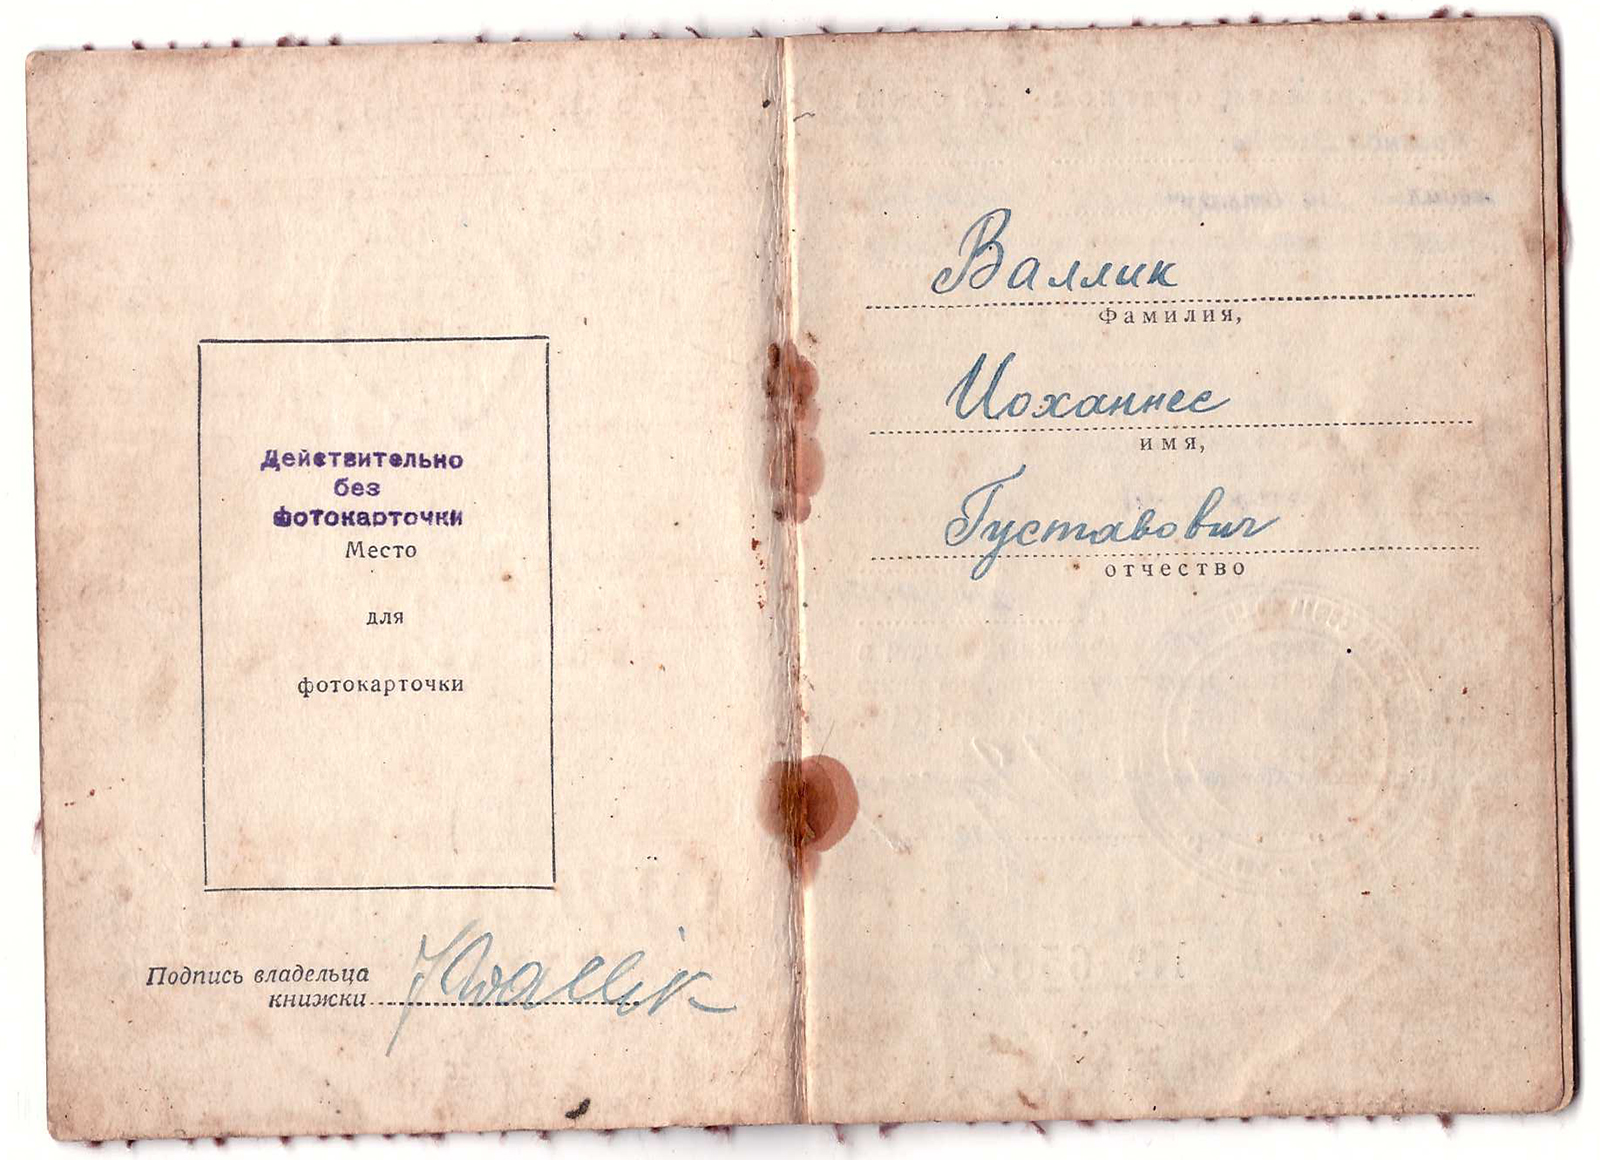 Действительно
без
фотокарточки
Место
для
фотокарточки
Подпись владельца
книжки
Wallik
Валлик
Фамилия,
Иоханнес
имя,
Густавович
отчество